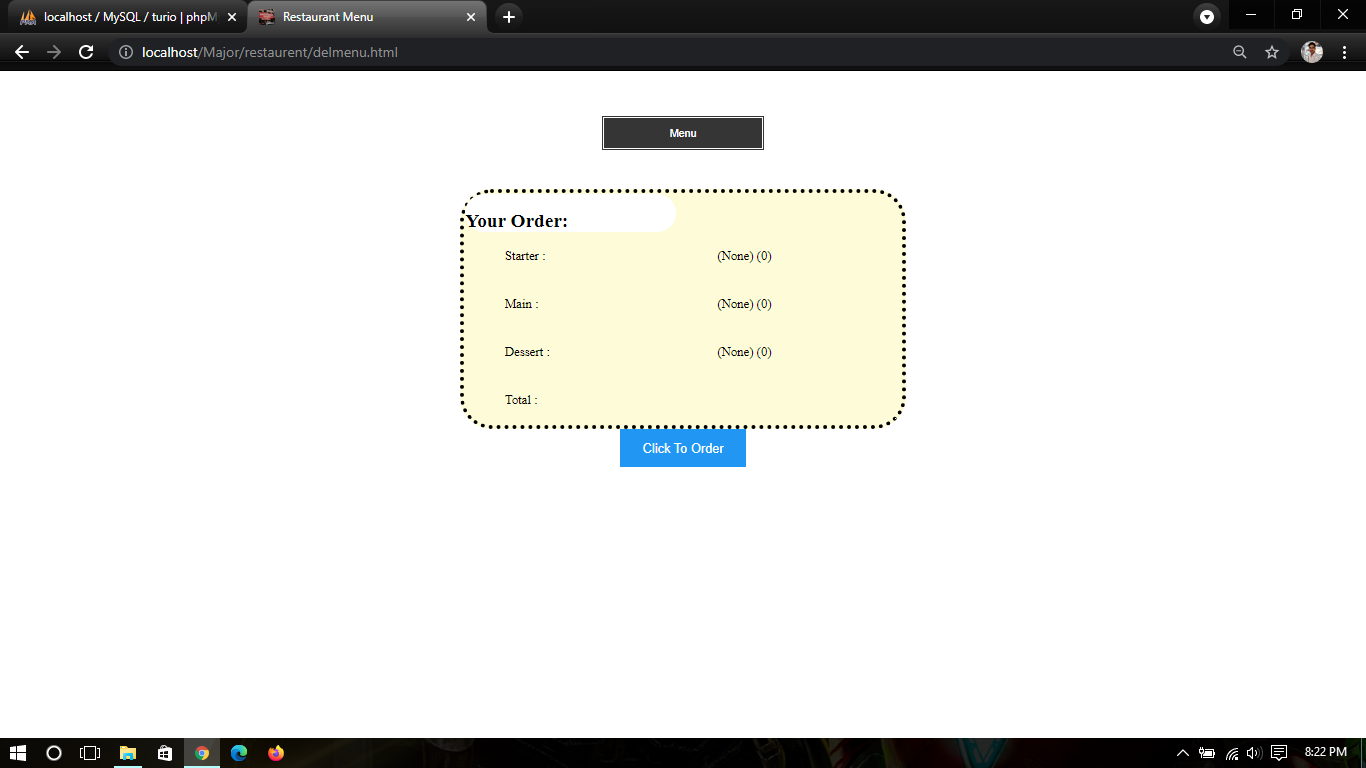 localhost / MySQL / turio | phpM
Restaurant Menu
localhost/Major/restaurent/delmenu.html
Menu
Your Order:
Starter : (None) (0)
Main : (None) (0)
Dessert : (None) (0)
Total :
Click To Order
8:22 PM